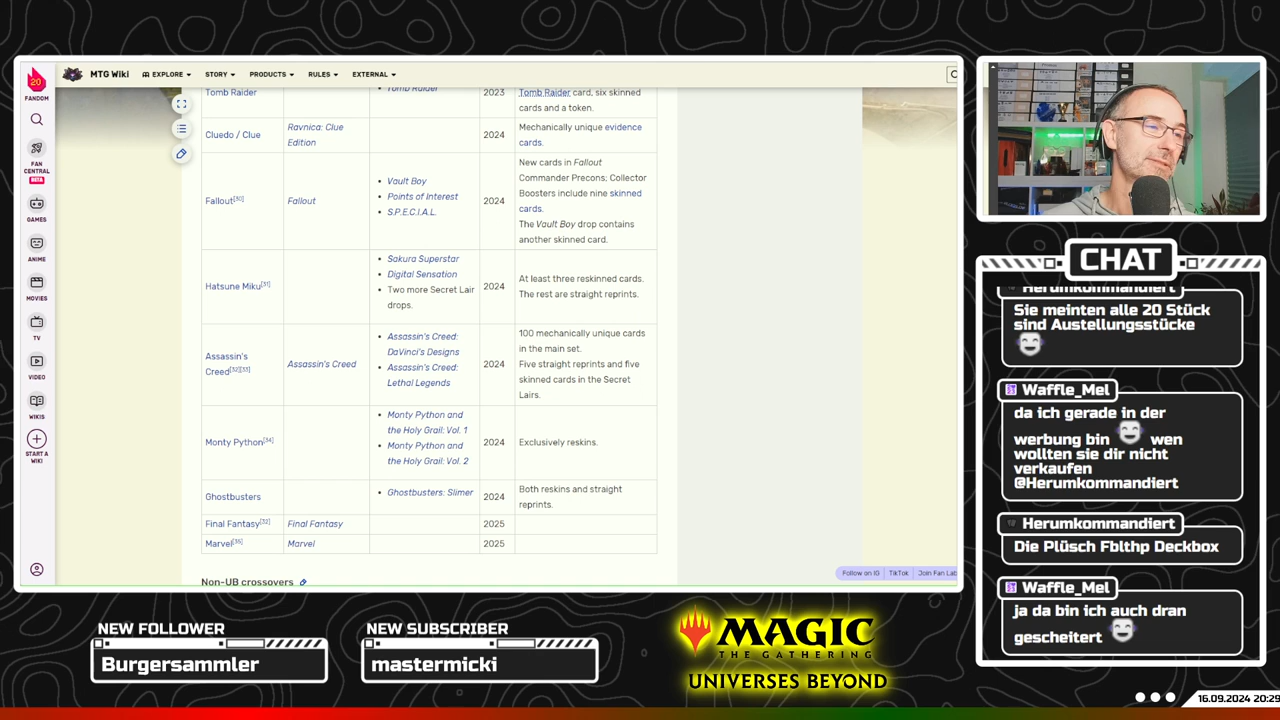 20
FANDOM
FAN
CENTRAL
BETA
GAMES
ANIME
MOVIES
TV
VIDEO
WIKIS
START A
WIKI
MTG Wiki
EXPLORE
STORY
PRODUCTS
RULES
EXTERNAL
Tomb Raider
Tomb Raider
2023
Tomb Raider card, six skinned
cards and a token.
Cluedo / Clue
Ravnica: Clue
Edition
2024
Mechanically unique evidence
cards.
Fallout[30]
Fallout
• Vault Boy
• Points of Interest
• S.P.E.C.I.A.L.
2024
New cards in Fallout
Commander Precons; Collector
Boosters include nine skinned
cards.
The Vault Boy drop contains
another skinned card.
Hatsune Miku[31]
• Sakura Superstar
• Digital Sensation
• Two more Secret Lair
drops.
2024
At least three reskinned cards.
The rest are straight reprints.
Assassin's
Creed[32][33]
Assassin's Creed
• Assassin's Creed:
DaVinci's Designs
• Assassin's Creed:
Lethal Legends
2024
100 mechanically unique cards
in the main set.
Five straight reprints and five
skinned cards in the Secret
Lairs.
Monty Python[34]
• Monty Python and
the Holy Grail: Vol. 1
• Monty Python and
the Holy Grail: Vol. 2
2024
Exclusively reskins.
Ghostbusters
• Ghostbusters: Slimer
2024
Both reskins and straight
reprints.
Final Fantasy[32]
Final Fantasy
2025
Marvel[35]
Marvel
2025
Non-UB crossovers
Follow on IG
TikTok
Join Fan Lab
CHAT
Herumkommandiert
Sie meinten alle 20 Stück
sind Austellungsstücke
Waffle_Mel
da ich gerade in der
werbung bin wen
wollten sie dir nicht
verkaufen
@Herumkommandiert
Herumkommandiert
Die Plüsch Fblthp Deckbox
Waffle_Mel
ja da bin ich auch dran
gescheitert
NEW FOLLOWER
Burgersammler
NEW SUBSCRIBER
mastermicki
MAGIC
THE GATHERING
UNIVERSES BEYOND
16.09.2024 20:29